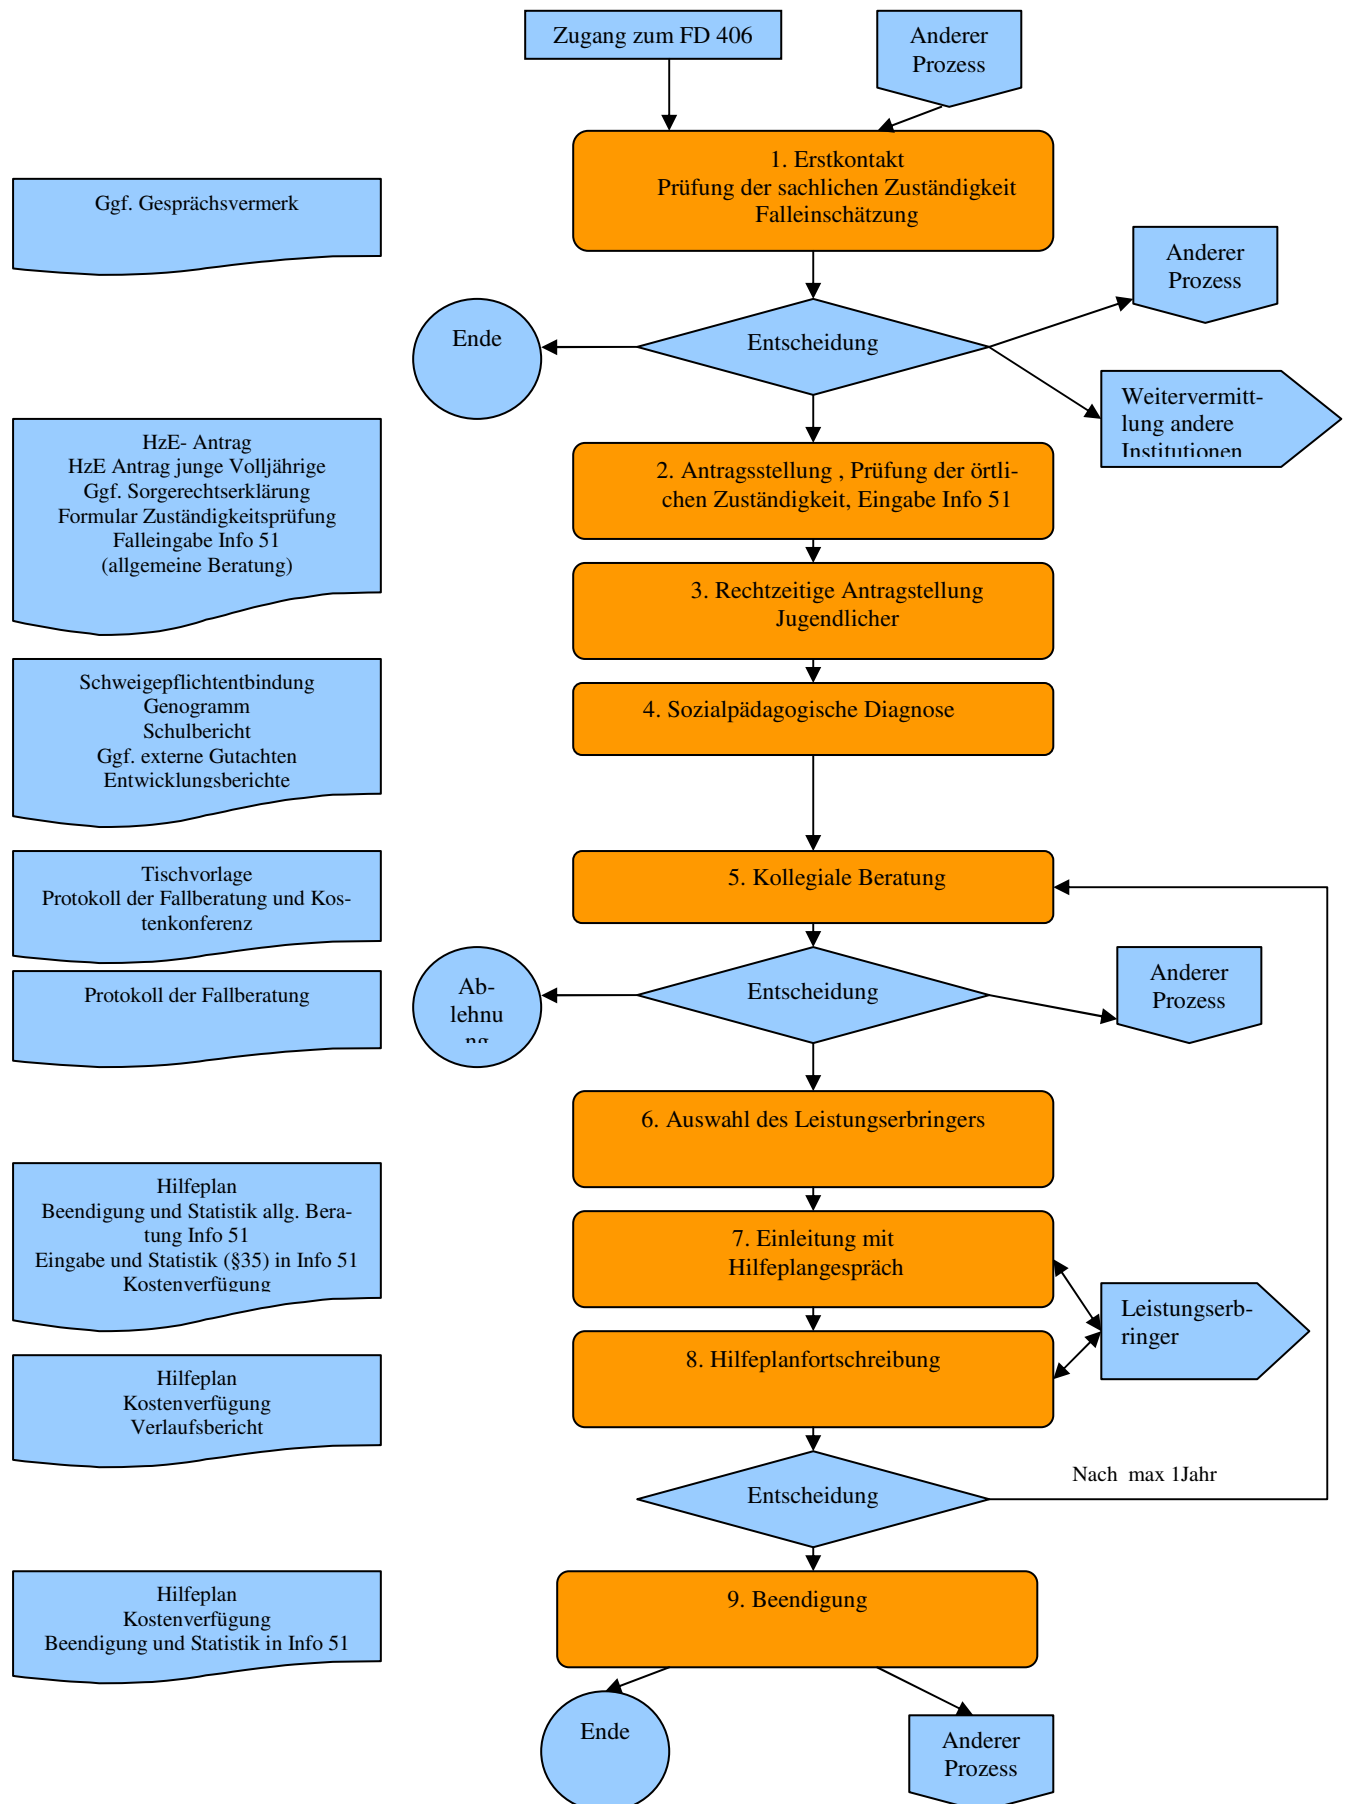 Zugang zum FD 406
Anderer
Prozess
1. Erstkontakt
Prüfung der sachlichen Zuständigkeit
Falleinschätzung
Ggf. Gesprächsvermerk
Anderer
Prozess
Ende
Entscheidung
Weitervermitt-
lung andere
Institutionen
HzE- Antrag
HzE Antrag junge Volljährige
Ggf. Sorgerechtserklärung
Formular Zuständigkeitsprüfung
Falleingabe Info 51
(allgemeine Beratung)
2. Antragsstellung , Prüfung der örtli-
chen Zuständigkeit, Eingabe Info 51
3. Rechtzeitige Antragstellung
Jugendlicher
Schweigepflichtentbindung
Genogramm
Schulbericht
Ggf. externe Gutachten
Entwicklungsberichte
4. Sozialpädagogische Diagnose
Tischvorlage
Protokoll der Fallberatung und Kos-
tenkonferenz
5. Kollegiale Beratung
Protokoll der Fallberatung
Ab-
lehnu
ng
Entscheidung
Anderer
Prozess
6. Auswahl des Leistungserbringers
Hilfeplan
Beendigung und Statistik allg. Bera-
tung Info 51
Eingabe und Statistik (§35) in Info 51
Kostenverfügung
7. Einleitung mit
Hilfeplangespräch
Leistungserb-
ringer
8. Hilfeplanfortschreibung
Hilfeplan
Kostenverfügung
Verlaufsbericht
Entscheidung
Nach  max 1Jahr
Hilfeplan
Kostenverfügung
Beendigung und Statistik in Info 51
9. Beendigung
Ende
Anderer
Prozess